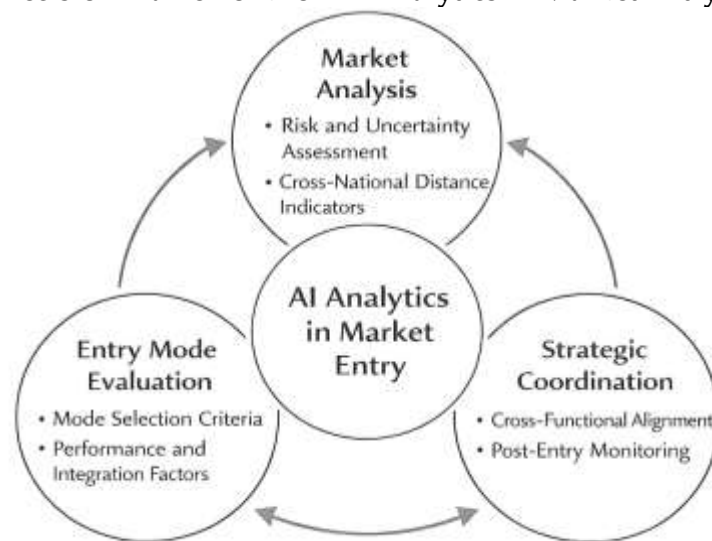 Market
Analysis
• Risk and Uncertainty
Assessment
• Cross-National Distance
Indicators
AI Analytics
in Market
Entry
Entry Mode
Evaluation
• Mode Selection Criteria
• Performance and
Integration Factors
Strategic
Coordination
• Cross-Functional Alignment
• Post-Entry Monitoring